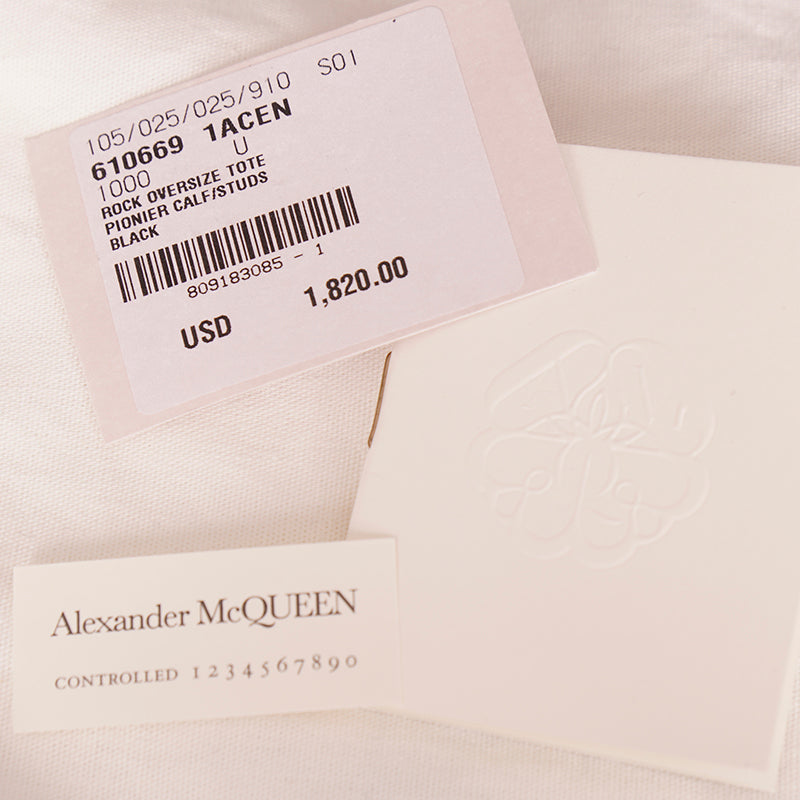 105/025/025/910 S01
610669 1ACEN
1000 U
ROCK OVERSIZE TOTE
PIONIER CALF/STUDS
BLACK
809183085 - 1
USD 1,820.00
Alexander McQUEEN
CONTROLLED 1234567890